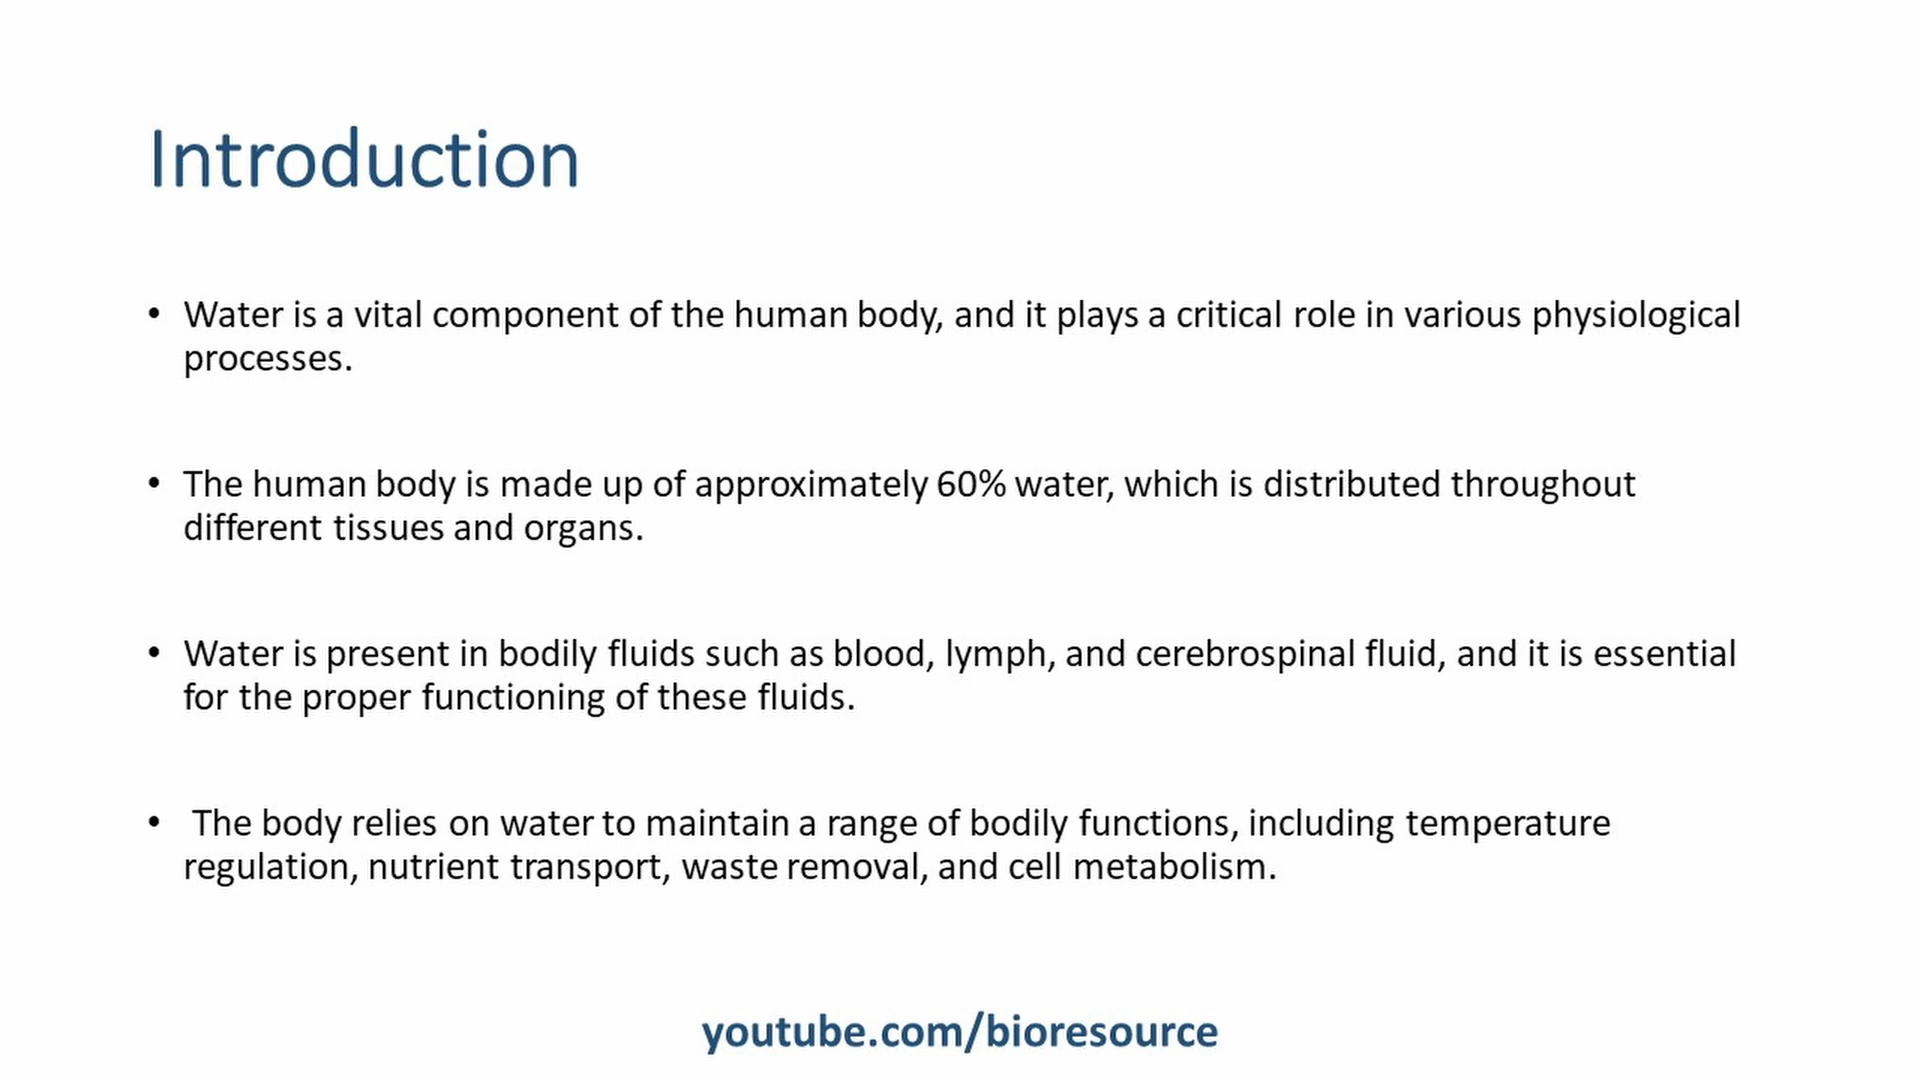 Introduction
• Water is a vital component of the human body, and it plays a critical role in various physiological
processes.
• The human body is made up of approximately 60% water, which is distributed throughout
different tissues and organs.
• Water is present in bodily fluids such as blood, lymph, and cerebrospinal fluid, and it is essential
for the proper functioning of these fluids.
• The body relies on water to maintain a range of bodily functions, including temperature
regulation, nutrient transport, waste removal, and cell metabolism.
youtube.com/bioresource